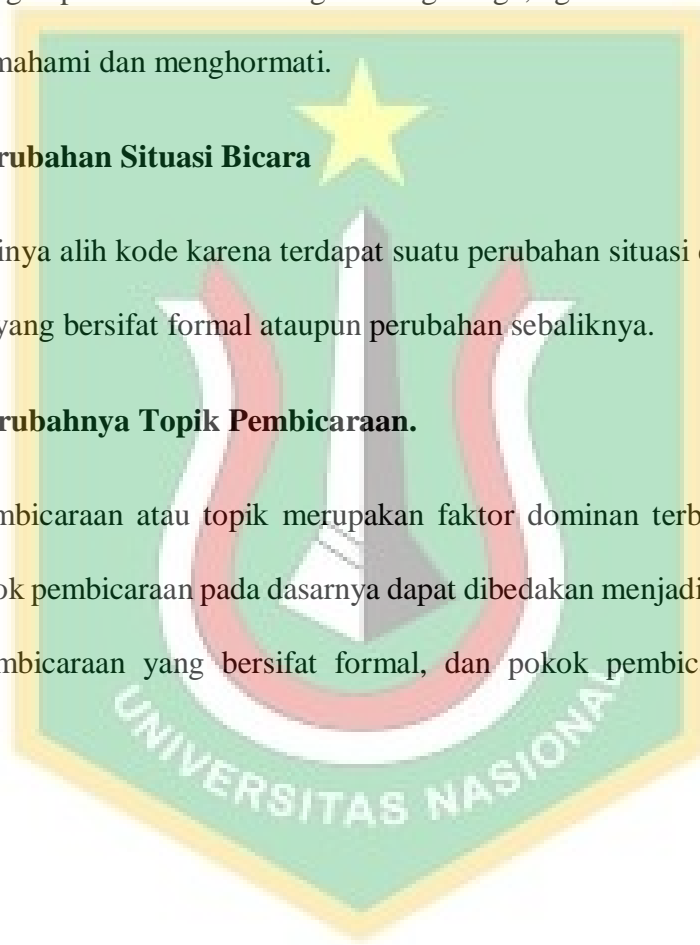 mahami dan menghormati.
rubahan Situasi Bicara
inya alih kode karena terdapat suatu perubahan situasi
yang bersifat formal ataupun perubahan sebaliknya.
rubahnya Topik Pembicaraan.
mbicaraan atau topik merupakan faktor dominan terb
ok pembicaraan pada dasarnya dapat dibedakan menjadi
mbicaraan yang bersifat formal, dan pokok pembic
UNIVERSITAS NASIONAL